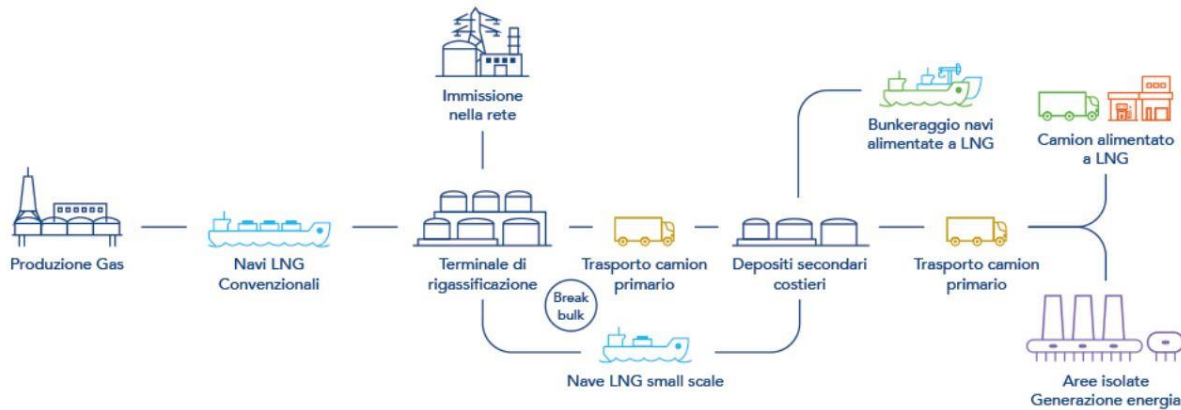 Immissione
nella rete
Bunkeraggio navi
alimentate a LNG
Camion alimentato
a LNG
Produzione Gas
Navi LNG
Convenzionali
Terminale di
rigassificazione
Trasporto camion
primario
Depositi secondari
costieri
Trasporto camion
primario
Break
bulk
Nave LNG small scale
Aree isolate
Generazione energia